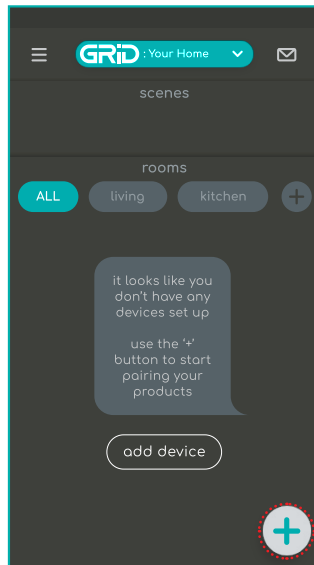 GRiD : Your Home
scenes
rooms
ALL living kitchen +
it looks like you
don't have any
devices set up
use the '+'
button to start
pairing your
products
add device
+